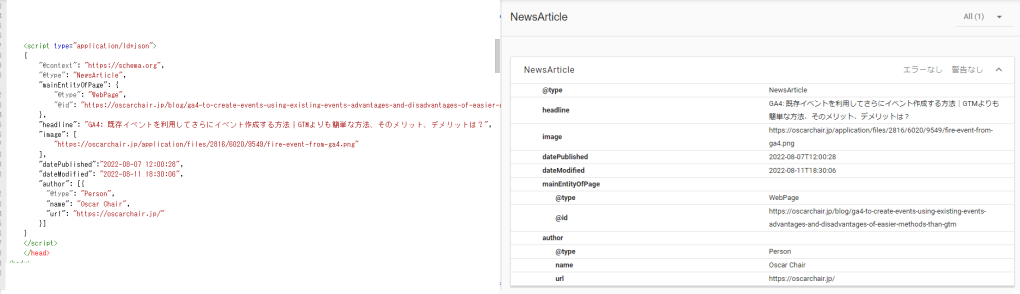 <script type="application/ld+json">
{
"@context": "https://schema.org",
"@type": "NewsArticle",
"mainEntityOfPage": {
"@type": "WebPage",
"@id": "https://oscarchair.jp/blog/ga4-to-create-events-using-existing-events-advantages-and-disadvantages-of-easier-
},
"headline": "GA4: 既存イベントを利用してさらにイベント作成する方法｜GTMよりも簡単な方法、そのメリット、デメリットは？",
"image": [
"https://oscarchair.jp/application/files/2816/6020/9549/fire-event-from-ga4.png"
],
"datePublished":"2022-08-07 12:00:28",
"dateModified": "2022-08-11 18:30:06",
"author": [{
"@type": "Person",
"name": "Oscar Chair",
"url": "https://oscarchair.jp/"
}]
}
</script>
</head>
NewsArticle
All (1)
NewsArticle
エラーなし 警告なし
@type NewsArticle
headline GA4: 既存イベントを利用してさらにイベント作成する方法｜GTMよりも
簡単な方法、そのメリット、デメリットは？
image https://oscarchair.jp/application/files/2816/6020/9549/fire-event-from-
ga4.png
datePublished 2022-08-07T12:00:28
dateModified 2022-08-11T18:30:06
mainEntityOfPage
@type WebPage
@id https://oscarchair.jp/blog/ga4-to-create-events-using-existing-events-
advantages-and-disadvantages-of-easier-methods-than-gtm
author
@type Person
name Oscar Chair
url https://oscarchair.jp/